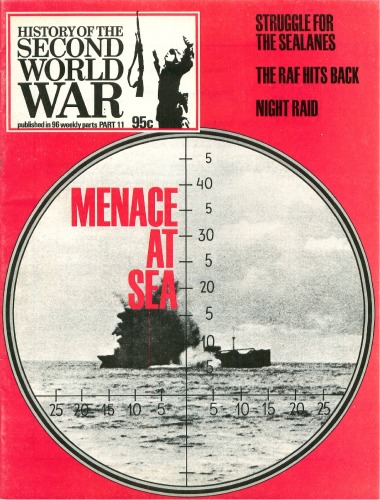 HISTORY OF THE
SECOND
WORLD
WAR
published in 96 weekly parts PART 11 95c
STRUGGLE FOR
THE SEALANES
THE RAF HITS BACK
NIGHT RAID
MENACE
AT
SEA
5
40
5
30
5
20
5
10
5
25 20 15 10 5 5 10 15 20 25